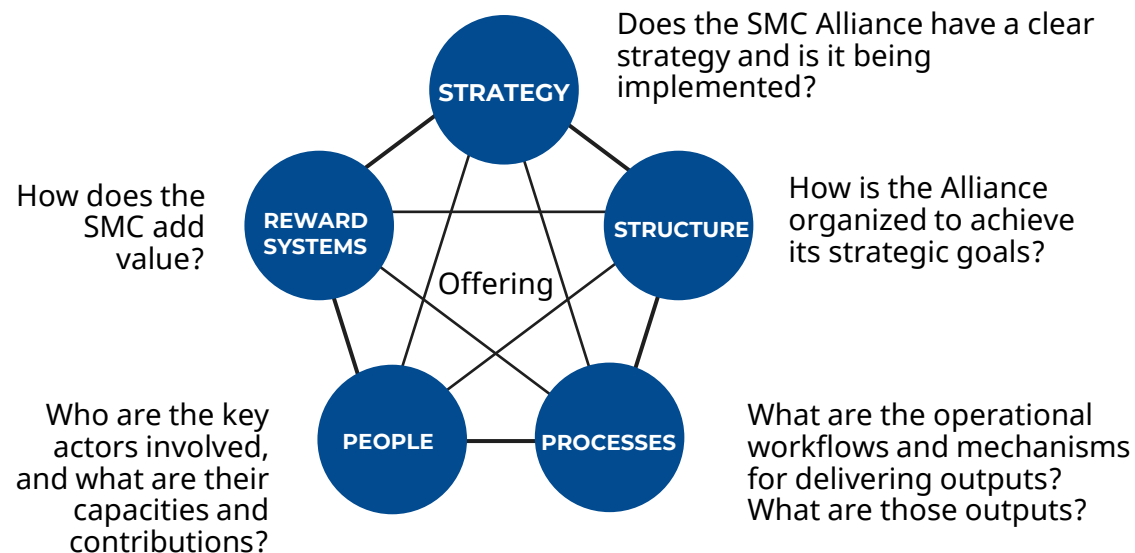 Does the SMC Alliance have a clear
strategy and is it being
implemented?
STRATEGY
How does the
SMC add
value?
REWARD
SYSTEMS
STRUCTURE
How is the Alliance
organized to achieve
its strategic goals?
Offering
Who are the key
actors involved,
and what are their
capacities and
contributions?
PEOPLE
PROCESSES
What are the operational
workflows and mechanisms
for delivering outputs?
What are those outputs?